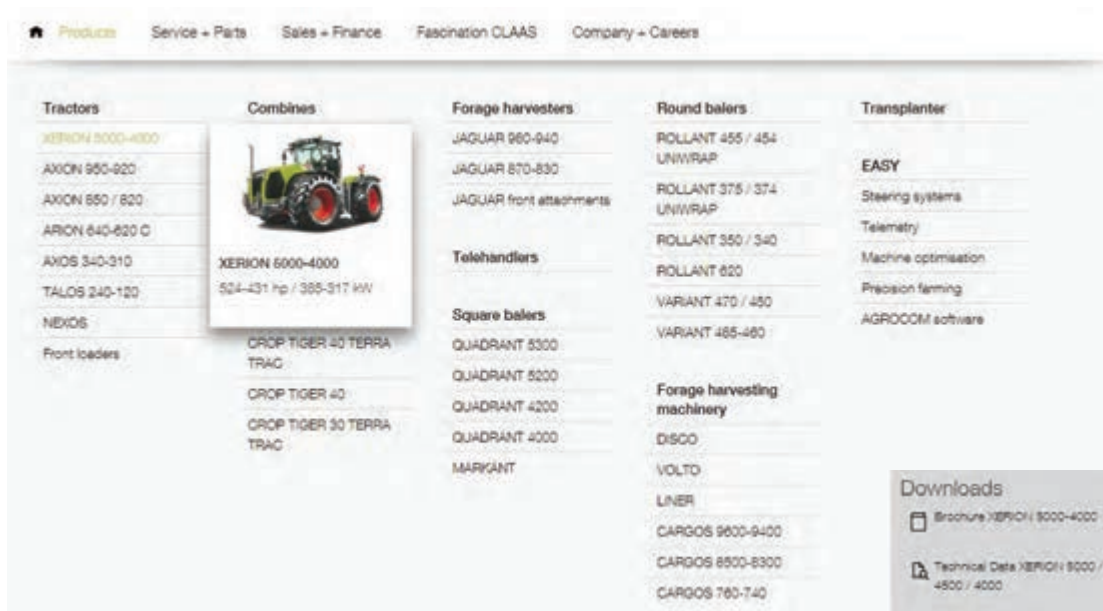 Products
Service + Parts
Sales + Finance
Fascination CLAAS
Company + Careers
Tractors
XERION 5000-4000
AXION 950-920
AXION 850 / 820
ARION 640-620 C
AXOS 340-310
TALOS 240-120
NEXOS
Front loaders
Combines
XERION 5000-4000
524-431 hp / 385-317 kW
CROP TIGER 40 TERRA
TRAC
CROP TIGER 40
CROP TIGER 30 TERRA
TRAC
Forage harvesters
JAGUAR 960-940
JAGUAR 870-830
JAGUAR front attachments
Telehandlers
Square balers
QUADRANT 5300
QUADRANT 5200
QUADRANT 4200
QUADRANT 4000
MARKANT
Round balers
ROLLANT 455 / 454
UNIWRAP
ROLLANT 375 / 374
UNIWRAP
ROLLANT 350 / 340
ROLLANT 620
VARIANT 470 / 450
VARIANT 485-460
Forage harvesting
machinery
DISCO
VOLTO
LINER
CARGOS 9600-9400
CARGOS 8500-8300
CARGOS 760-740
Transplanter
EASY
Steering systems
Telemetry
Machine optimisation
Precision farming
AGROCOM software
Downloads
Brochure XERION 5000-4000
Technical Data XERION 5000 /
4500 / 4000